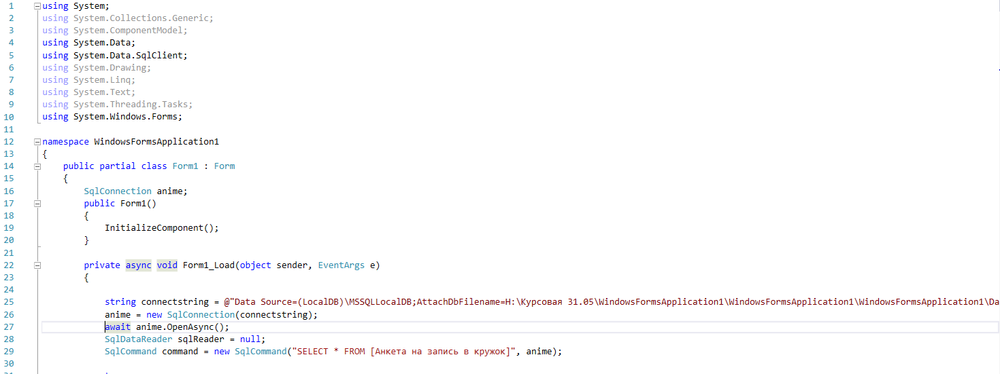 1 using System;
2 using System.Collections.Generic;
3 using System.ComponentModel;
4 using System.Data;
5 using System.Data.SqlClient;
6 using System.Drawing;
7 using System.Linq;
8 using System.Text;
9 using System.Threading.Tasks;
10 using System.Windows.Forms;
11
12 namespace WindowsFormsApplication1
13 {
14 public partial class Form1 : Form
15 {
16 SqlConnection anime;
17 public Form1()
18 {
19 InitializeComponent();
20 }
21
22 private async void Form1_Load(object sender, EventArgs e)
23 {
24
25 string connectstring = @"Data Source=(LocalDB)\MSSQLLocalDB;AttachDbFilename=H:\Курсовая 31.05\WindowsFormsApplication1\WindowsFormsApplication1\WindowsFormsApplication1\Da
26 anime = new SqlConnection(connectstring);
27 await anime.OpenAsync();
28 SqlDataReader sqlReader = null;
29 SqlCommand command = new SqlCommand("SELECT * FROM [Анкета на запись в кружок]", anime);
30